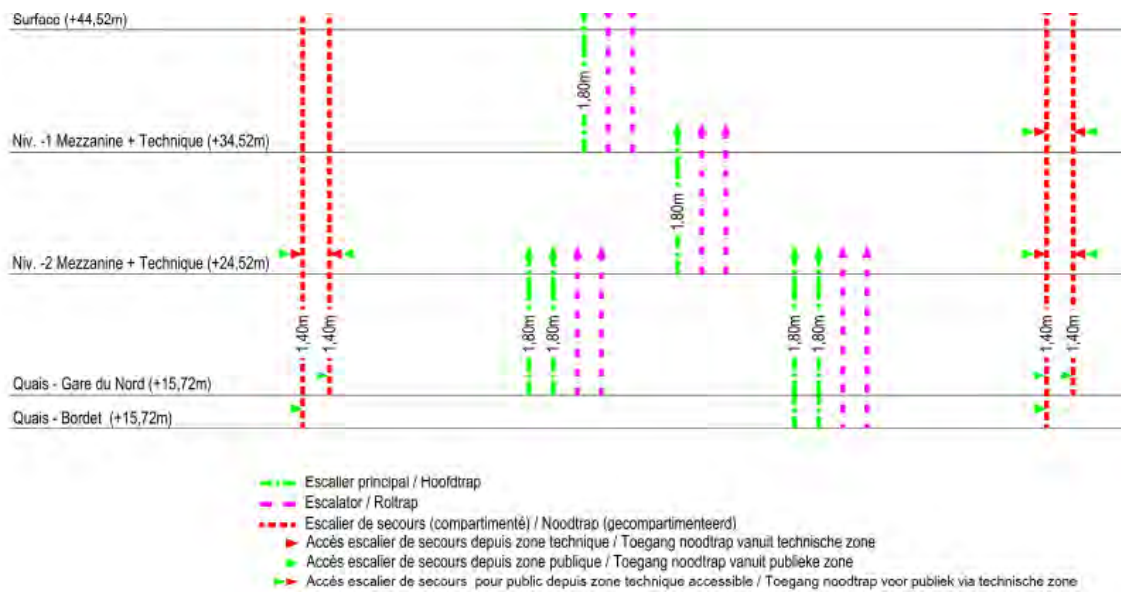 Surface (+44,52m)
1,80m
Niv. -1 Mezzanine + Technique (+34,52m)
1,80m
Niv. -2 Mezzanine + Technique (+24,52m)
1,40m
1,40m
1,80m
1,80m
1,80m
1,80m
1,40m
1,40m
Quais - Gare du Nord (+15,72m)
Quais - Bordet (+15,72m)
Escalier principal / Hoofdtrap
Escalator / Roltrap
Escalier de secours (compartimenté) / Noodtrap (gecompartimenteerd)
Accès escalier de secours depuis zone technique / Toegang noodtrap vanuit technische zone
Accès escalier de secours depuis zone publique / Toegang noodtrap vanuit publieke zone
Accès escalier de secours pour public depuis zone technique accessible / Toegang noodtrap voor publiek via technische zone